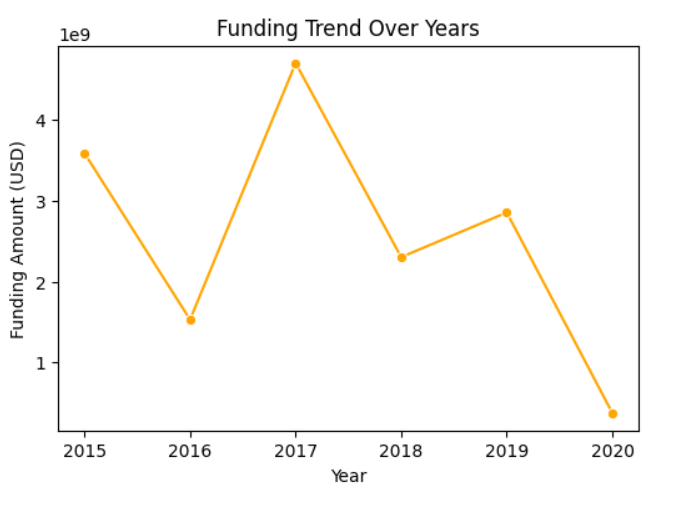 Funding Trend Over Years
1e9
4
3
2
1
Funding Amount (USD)
2015 2016 2017 2018 2019 2020
Year